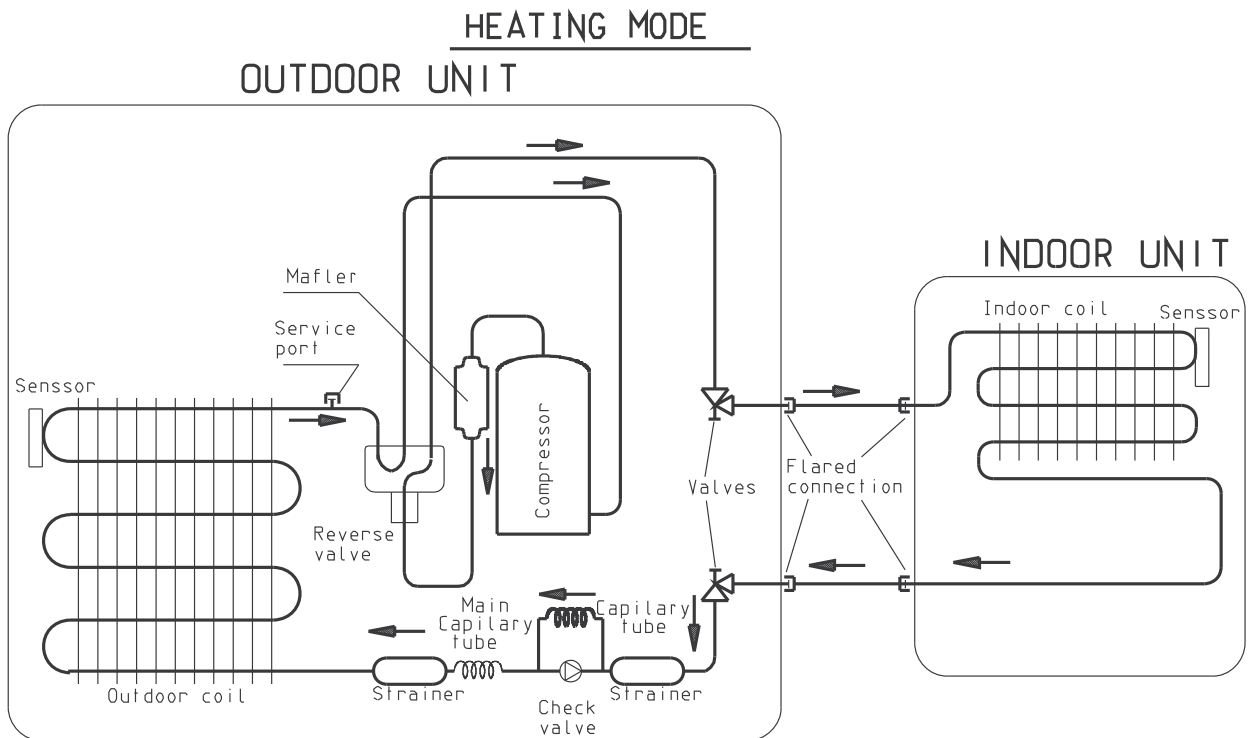 HEATING MODE
OUTDOOR UNIT
INDOOR UNIT
Mafler
Service
port
Indoor coil
Senssor
Senssor
Compressor
Valves
Flared
connection
Reverse
valve
Main
Capilary
tube
Capilary
tube
Outdoor coil
Strainer
Strainer
Check
valve